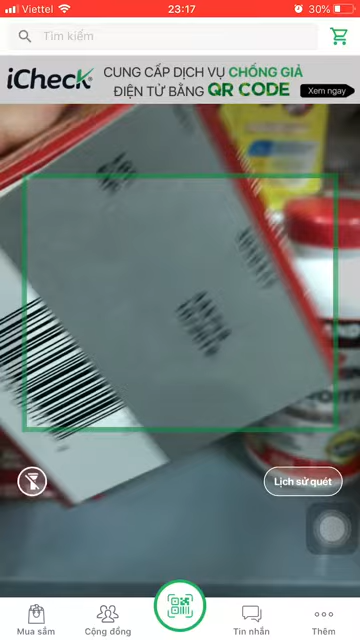 Viettel
23:17
30%
Tìm kiếm
iCheck
CUNG CẤP DỊCH VỤ CHỐNG GIẢ
ĐIỆN TỬ BẰNG QR CODE
Xem ngay
Lịch sử quét
Mua sắm
Cộng đồng
Tin nhắn
Thêm